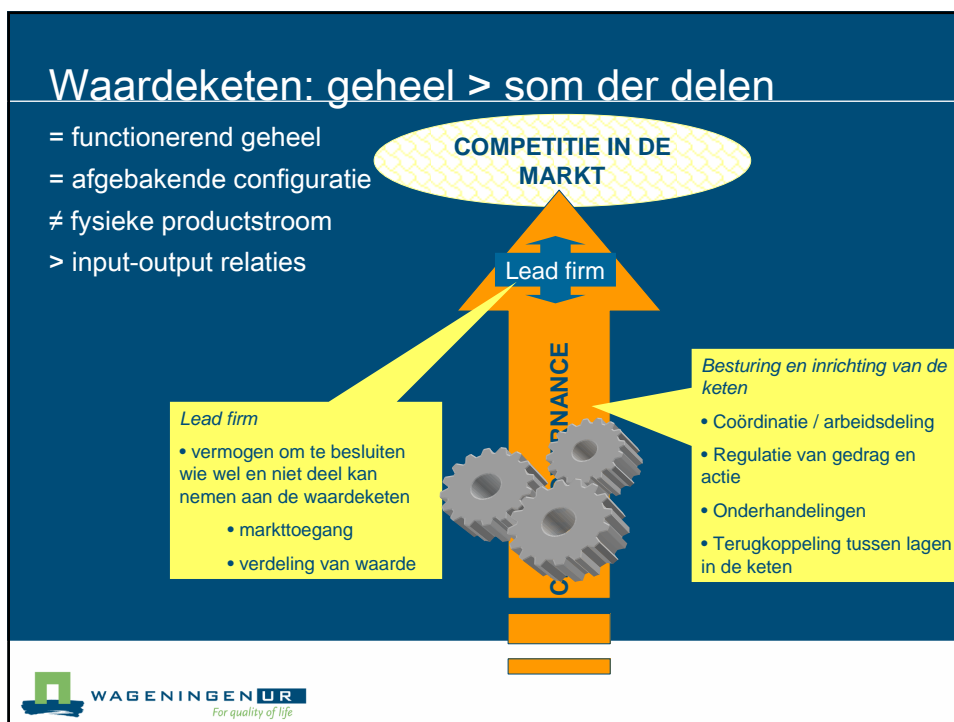 Waardeketen: geheel > som der delen
= functionerend geheel
= afgebakende configuratie
≠ fysieke productstroom
> input-output relaties
COMPETITIE IN DE
MARKT
Lead firm
Lead firm
• vermogen om te besluiten
wie wel en niet deel kan
nemen aan de waardeketen
• markttoegang
• verdeling van waarde
Besturing en inrichting van de
keten
• Coördinatie / arbeidsdeling
• Regulatie van gedrag en
actie
• Onderhandelingen
• Terugkoppeling tussen lagen
in de keten
WAGENINGEN UR
For quality of life